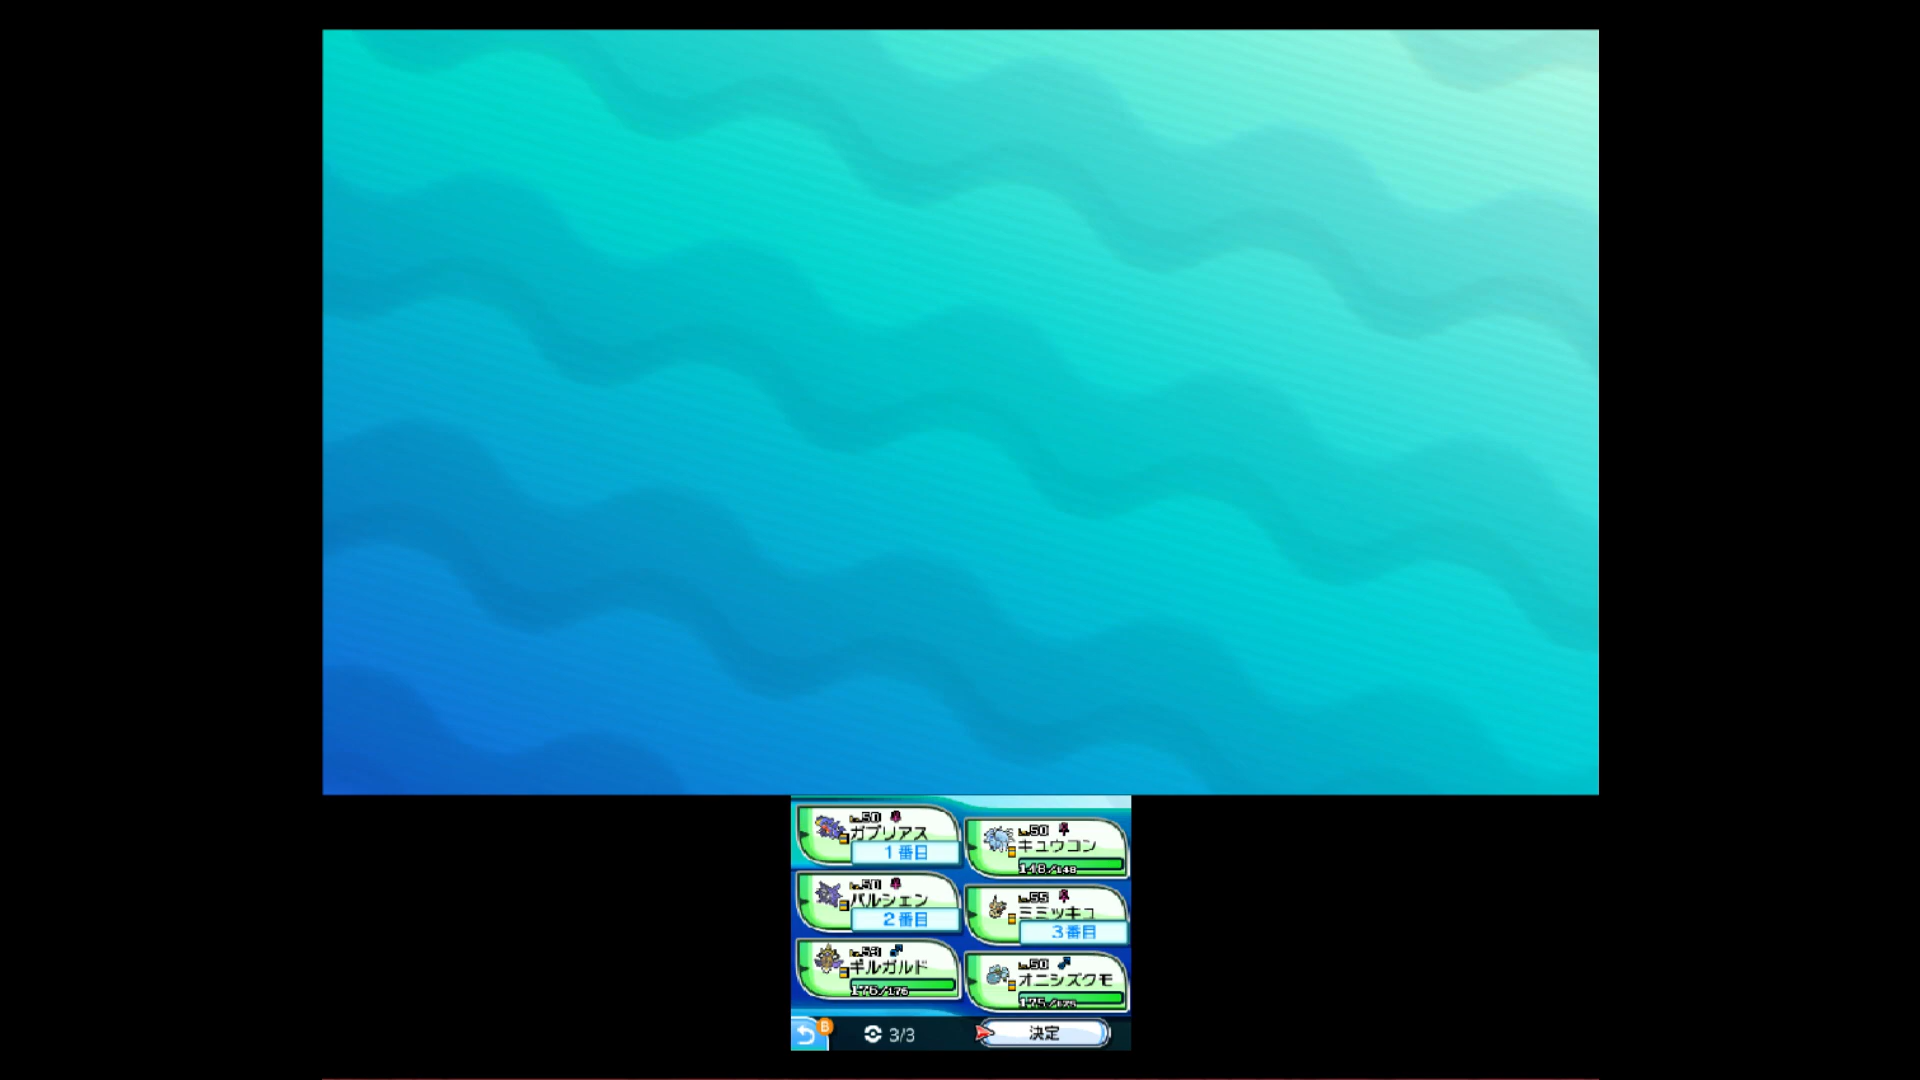 Lv.50
ガブリアス
1番目
Lv.50
キュウコン
148/148
Lv.50
パルシェン
2番目
Lv.55
ミミッキュ
3番目
Lv.53
ギルガルド
Lv.50
オニシズクモ
175/175
B
3/3
決定